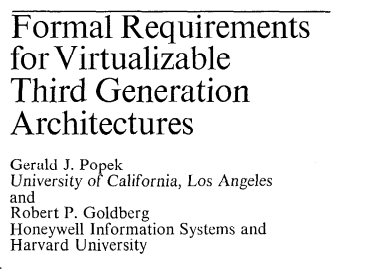 Formal Requirements
for Virtualizable
Third Generation
Architectures
Gerald J. Popek
University of California, Los Angeles
and
Robert P. Goldberg
Honeywell Information Systems and
Harvard University